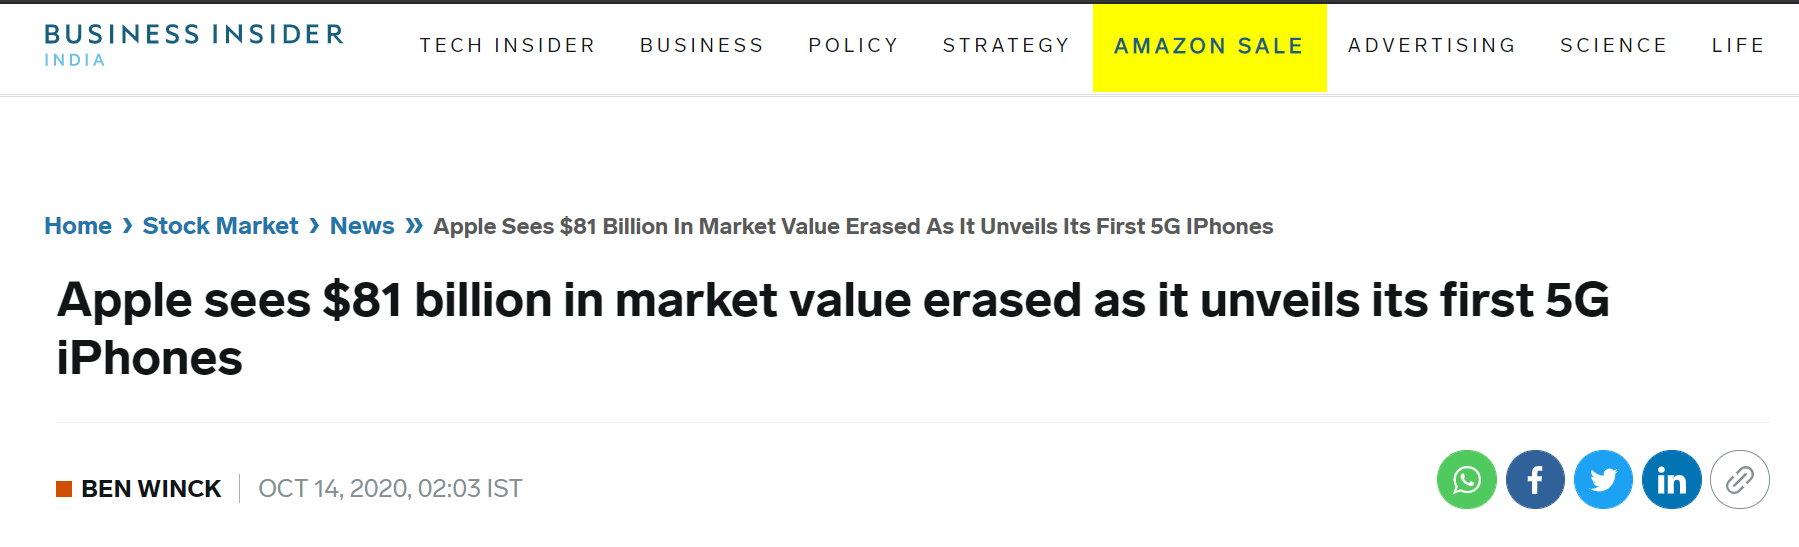 BUSINESS INSIDER
INDIA
TECH INSIDER BUSINESS POLICY STRATEGY AMAZON SALE ADVERTISING SCIENCE LIFE
Home › Stock Market › News » Apple Sees $81 Billion In Market Value Erased As It Unveils Its First 5G IPhones
Apple sees $81 billion in market value erased as it unveils its first 5G
iPhones
BEN WINCK | OCT 14, 2020, 02:03 IST